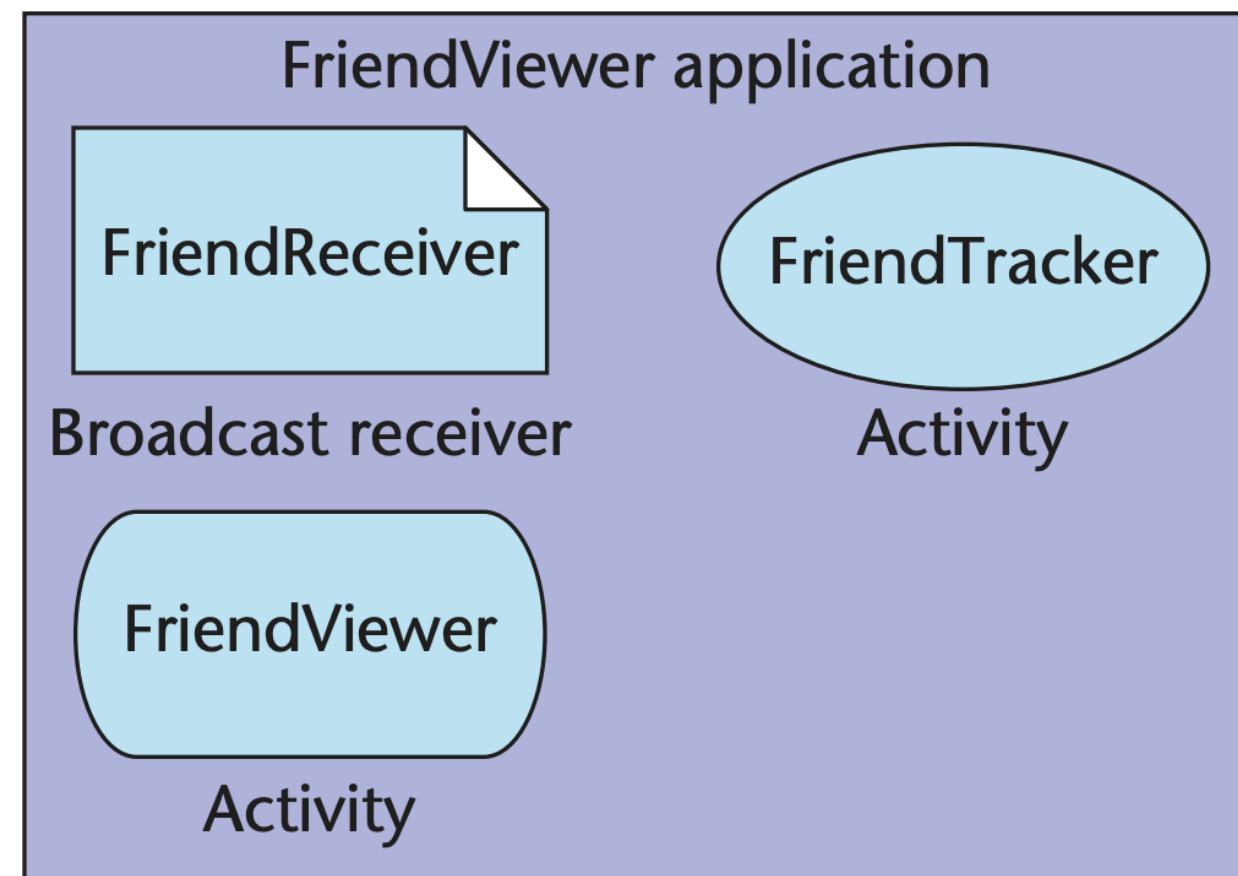 FriendViewer application
FriendReceiver
Broadcast receiver
FriendTracker
Activity
FriendViewer
Activity